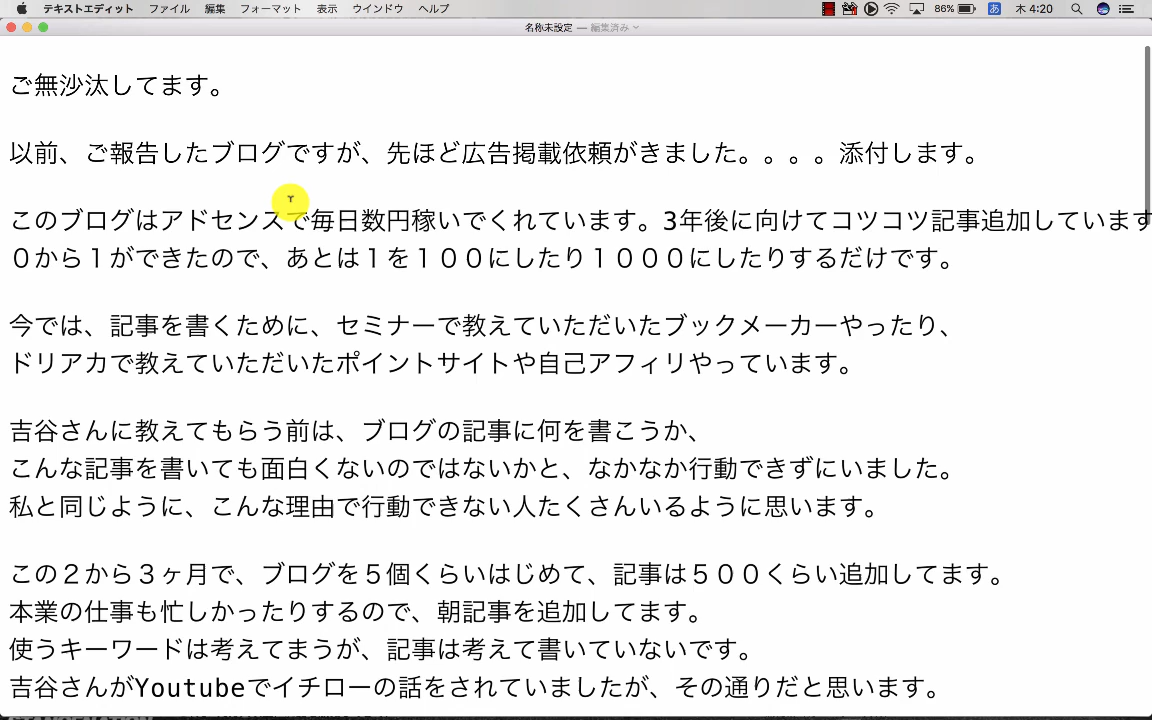 テキストエディット ファイル 編集 フォーマット 表示 ウインドウ ヘルプ 86% あ 木 4:20
名称未設定 — 編集済み
ご無沙汰してます。
以前、ご報告したブログですが、先ほど広告掲載依頼がきました。。。。添付します。
このブログはアドセンスで毎日数円稼いでくれています。3年後に向けてコツコツ記事追加しています
０から１ができたので、あとは１を１００にしたり１０００にしたりするだけです。
今では、記事を書くために、セミナーで教えていただいたブックメーカーやったり、
ドリアカで教えていただいたポイントサイトや自己アフィリやっています。
吉谷さんに教えてもらう前は、ブログの記事に何を書こうか、
こんな記事を書いても面白くないのではないかと、なかなか行動できずにいました。
私と同じように、こんな理由で行動できない人たくさんいるように思います。
この２から３ヶ月で、ブログを５個くらいはじめて、記事は５００くらい追加してます。
本業の仕事も忙しかったりするので、朝記事を追加してます。
使うキーワードは考えてまうが、記事は考えて書いていないです。
吉谷さんがYoutubeでイチローの話をされていましたが、その通りだと思います。